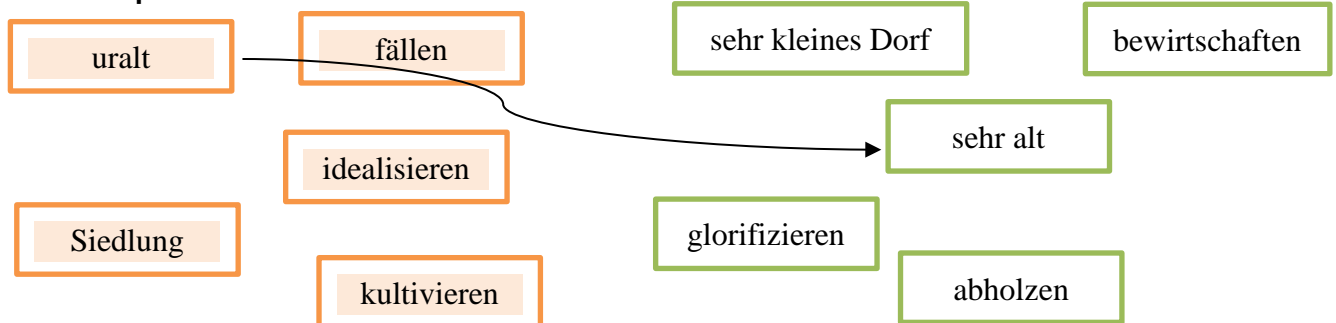 uralt
fällen
sehr kleines Dorf
bewirtschaften
sehr alt
idealisieren
Siedlung
glorifizieren
kultivieren
abholzen